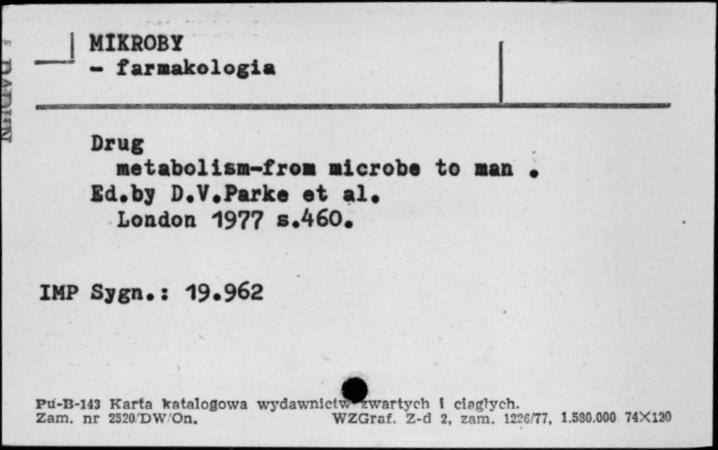 MIKROBY
- farmakologia
Drug
metabolism-from microbe to man .
Ed.by D.V.Parke et al.
London 1977 s.460.
IMP Sygn.: 19.962
Pu-B-143 Karta katalogowa wydawnictw zwartych i ciągłych.
Zam. nr 2520/DW/On. WZGraf. Z-d 2, zam. 1226/77, 1.580.000 74×120